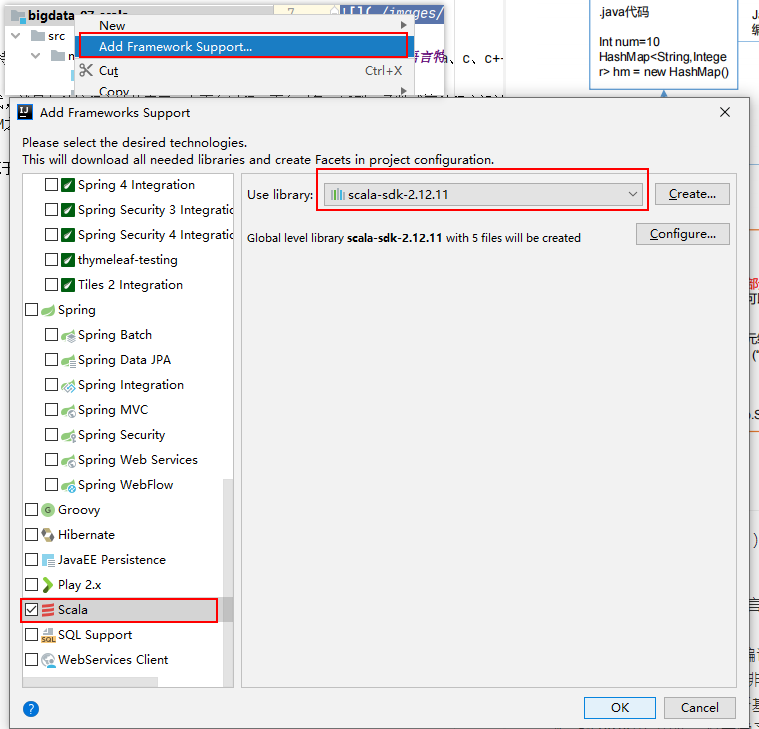 bigdata
7
![](./images/
.java代码
src
New
Add Framework Support...
Cut
Ctrl+X
Copy
Int num=10
HashMap<String,Intege
r> hm = new HashMap()
Add Frameworks Support
Please select the desired technologies.
This will download all needed libraries and create Facets in project configuration.
Spring 4 Integration
Spring Security 3 Integratio
Spring Security 4 Integratio
thymeleaf-testing
Tiles 2 Integration
Spring
Spring Batch
Spring Data JPA
Spring Integration
Spring MVC
Spring Security
Spring Web Services
Spring WebFlow
Groovy
Hibernate
JavaEE Persistence
Play 2.x
Scala
SQL Support
WebServices Client
Use library:
scala-sdk-2.12.11
Create...
Global level library scala-sdk-2.12.11 with 5 files will be created
Configure...
?
OK
Cancel